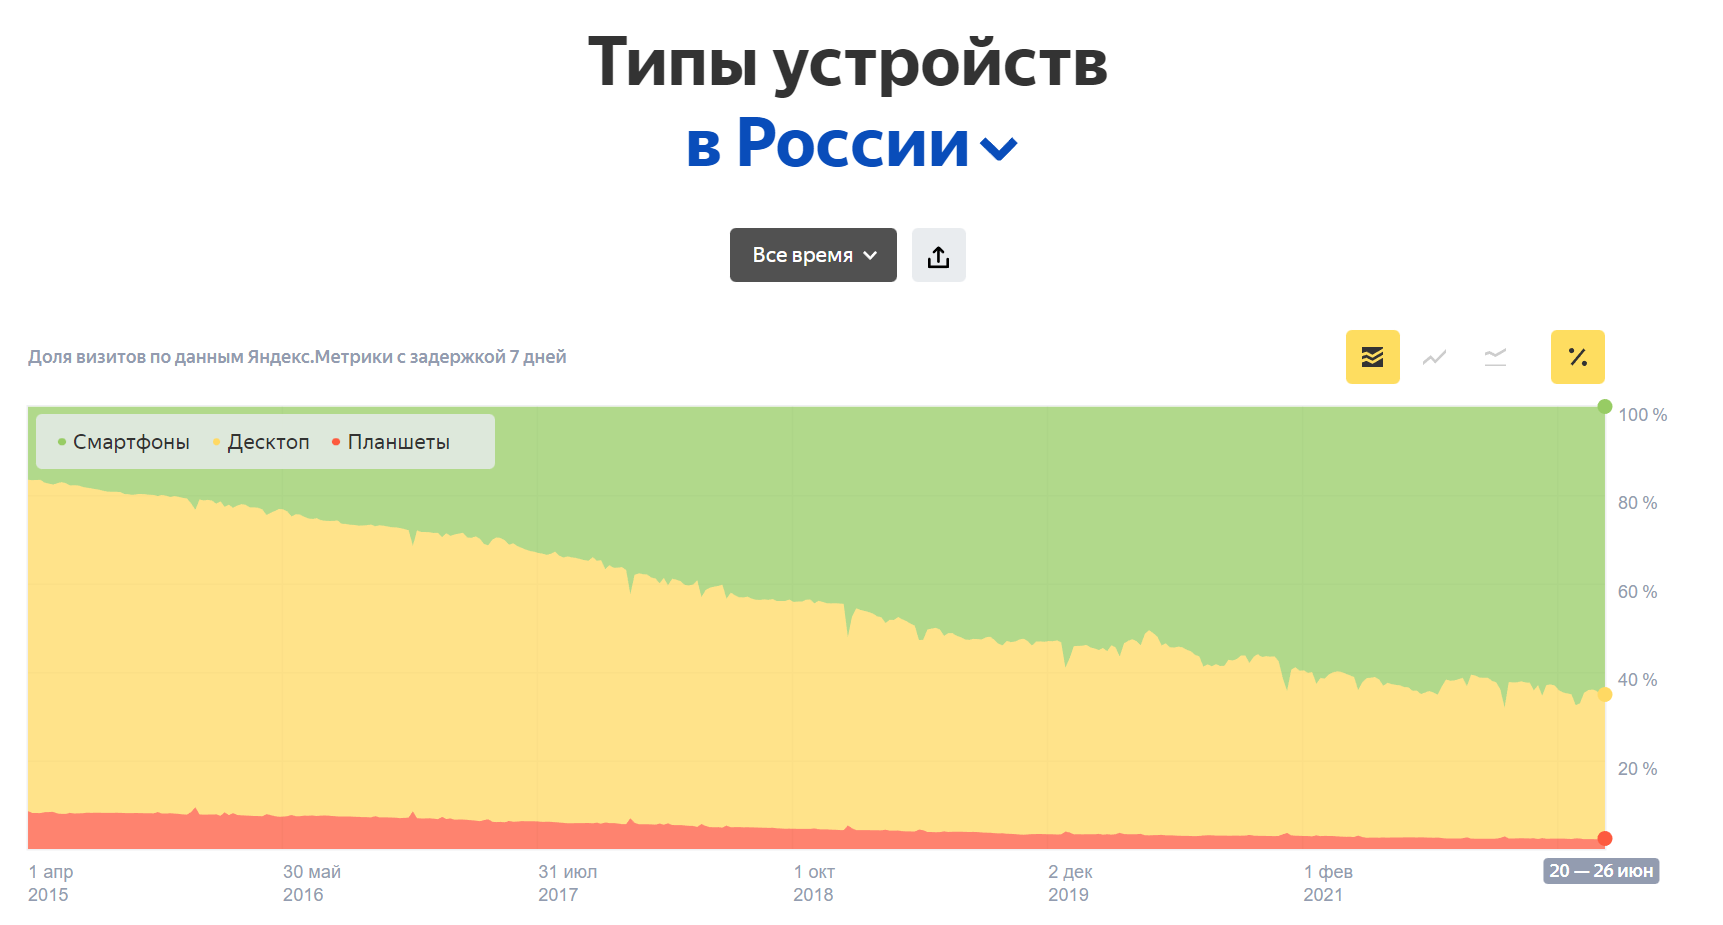 Типы устройств
в России
Все время
Доля визитов по данным Яндекс.Метрики с задержкой 7 дней
Смартфоны Десктоп Планшеты
100 %
80 %
60 %
40 %
20 %
1 апр 30 май 31 июл 1 окт 2 дек 1 фев 20 — 26 июн
2015 2016 2017 2018 2019 2021